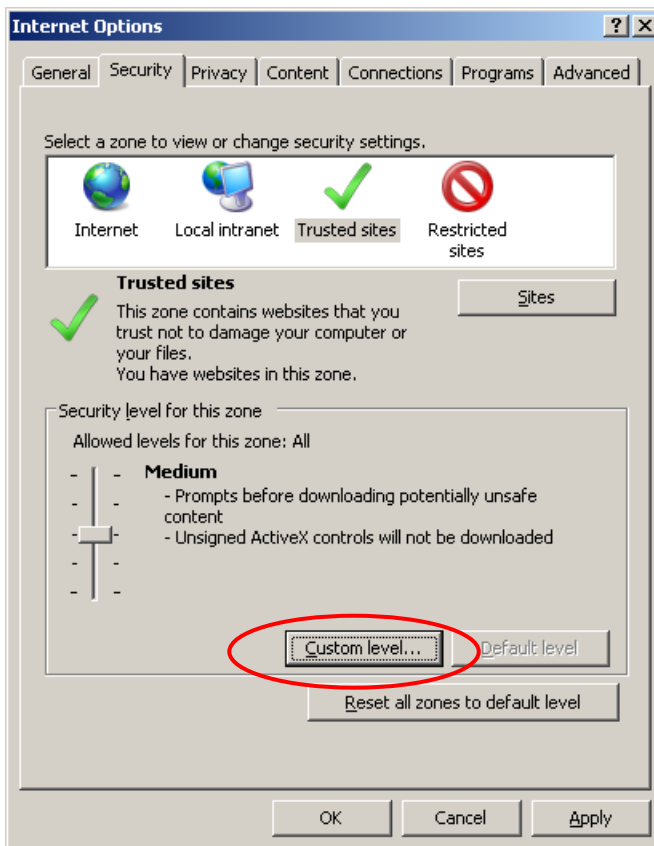 Internet Options
General Security Privacy Content Connections Programs Advanced
Select a zone to view or change security settings.
Internet Local intranet Trusted sites Restricted sites
Trusted sites
Sites
This zone contains websites that you
trust not to damage your computer or
your files.
You have websites in this zone.
Security level for this zone
Allowed levels for this zone: All
Medium
- Prompts before downloading potentially unsafe
content
- Unsigned ActiveX controls will not be downloaded
Custom level... Default level
Reset all zones to default level
OK Cancel Apply